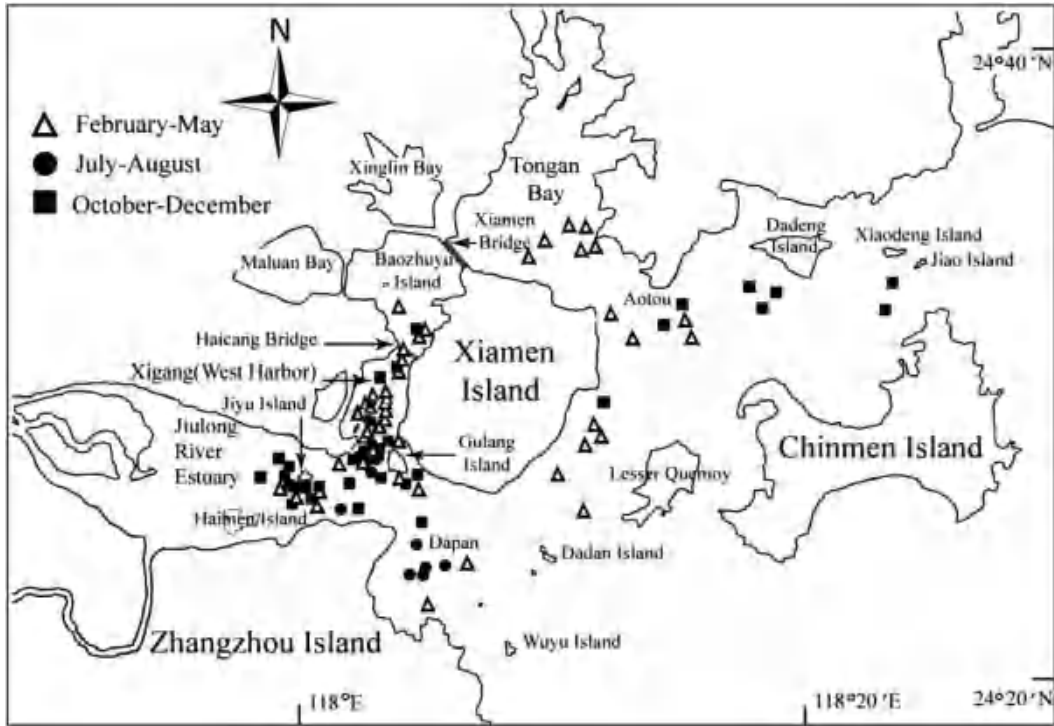 N
24°40′N
February-May
July-August
October-December
Xinglin Bay
Tongan
Bay
Xiamen
Bridge
Dadeng
Island
Xiaodeng Island
Jiao Island
Maluan Bay
Baozhuyu
Island
Aotou
Haicang Bridge
Xiamen
Island
Xigang(West Harbor)
Jiyu Island
Jiulong
River
Estuary
Gulang
Island
Chinmen Island
Lesser Quemoy
Haimen Island
Dapan
Dadan Island
Zhangzhou Island
Wuyu Island
118°E
118°20′E
24°20′N